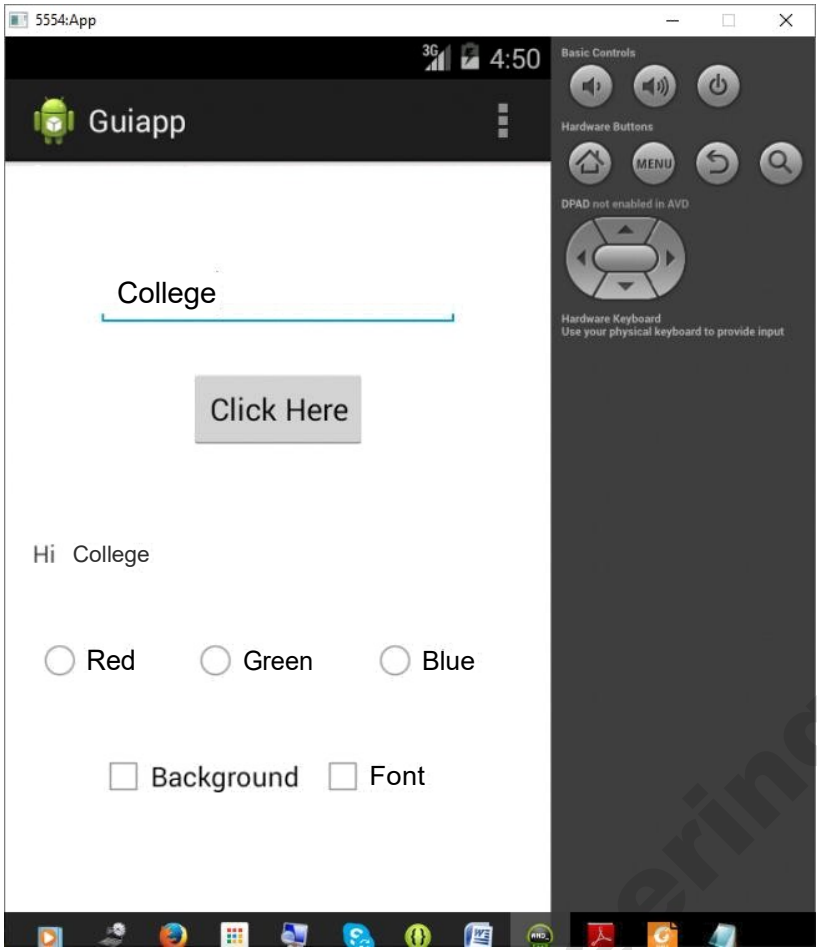 5554:App
3G 4:50
Guiapp
College
Click Here
Hi College
Red Green Blue
Background Font
Basic Controls
Hardware Buttons
MENU
DPAD not enabled in AVD
Hardware Keyboard
Use your physical keyboard to provide input